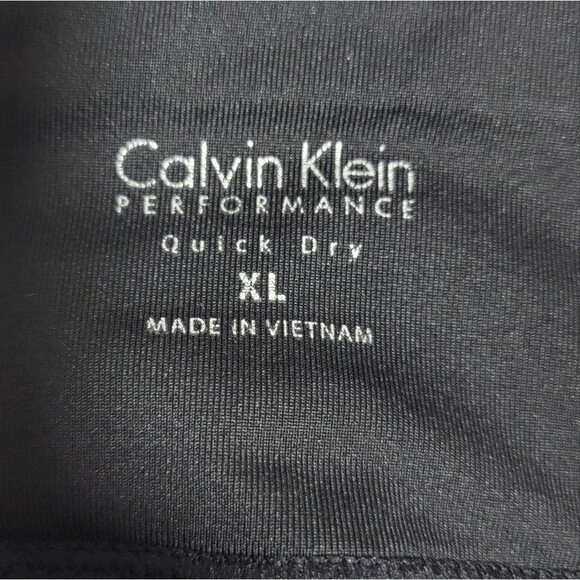 Calvin Klein
PERFORMANCE
Quick Dry
XL
MADE IN VIETNAM